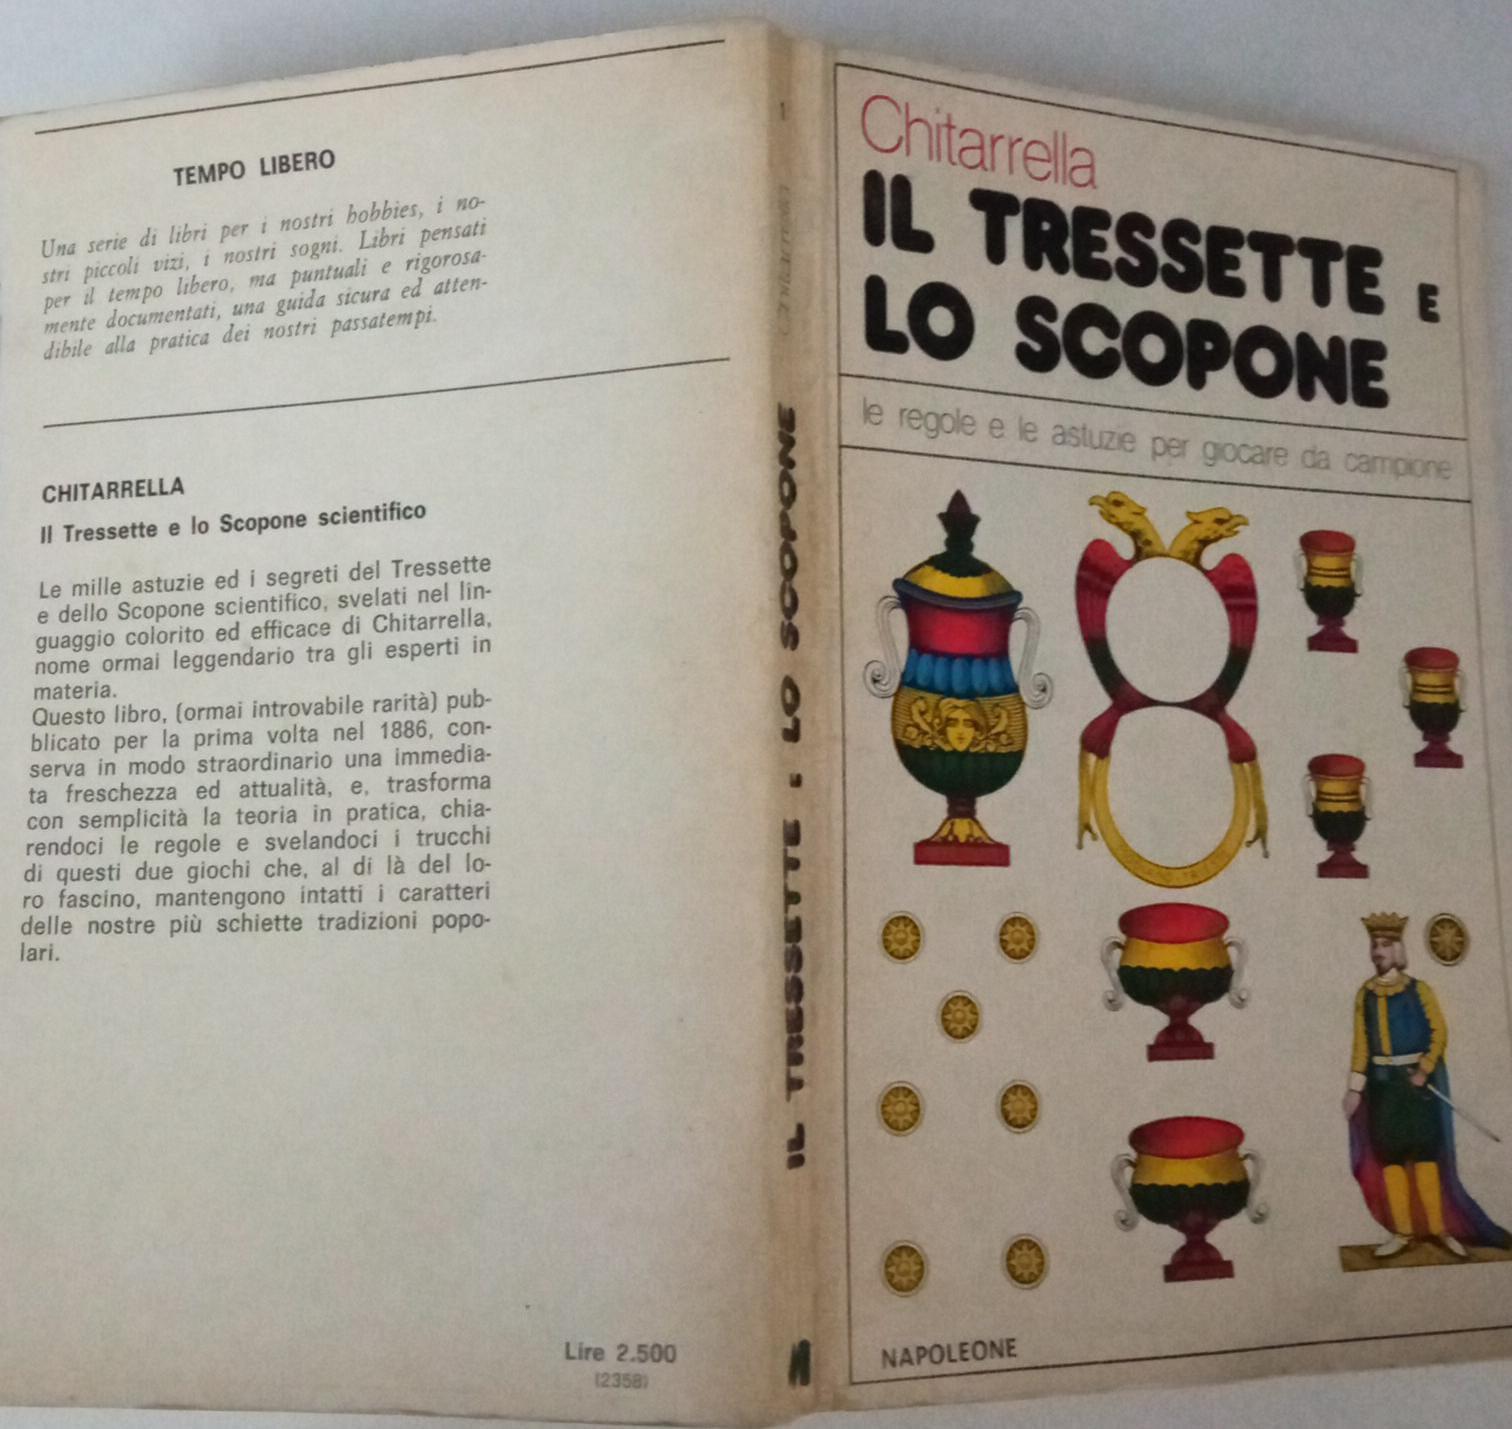 TEMPO LIBERO
Una serie di libri per i nostri hobbies, i no-
stri piccoli vizi, i nostri sogni. Libri pensati
per il tempo libero, ma puntuali e rigorosa-
mente documentati, una guida sicura ed atten-
dibile alla pratica dei nostri passatempi.
CHITARRELLA
Il Tressette e lo Scopone scientifico
Le mille astuzie ed i segreti del Tressette
e dello Scopone scientifico, svelati nel lin-
guaggio colorito ed efficace di Chitarrella,
nome ormai leggendario tra gli esperti in
materia.
Questo libro, (ormai introvabile rarità) pub-
blicato per la prima volta nel 1886, con-
serva in modo straordinario una immedia-
ta freschezza ed attualità, e, trasforma
con semplicità la teoria in pratica, chia-
rendoci le regole e svelandoci i trucchi
di questi due giochi che, al di là del lo-
ro fascino, mantengono intatti i caratteri
delle nostre più schiette tradizioni popo-
lari.
Lire 2.500
(2358)
IL TRESSETTE - LO SCOPONE
N
Chitarrella
IL TRESSETTE E
LO SCOPONE
le regole e le astuzie per giocare da campione
NAPOLEONE